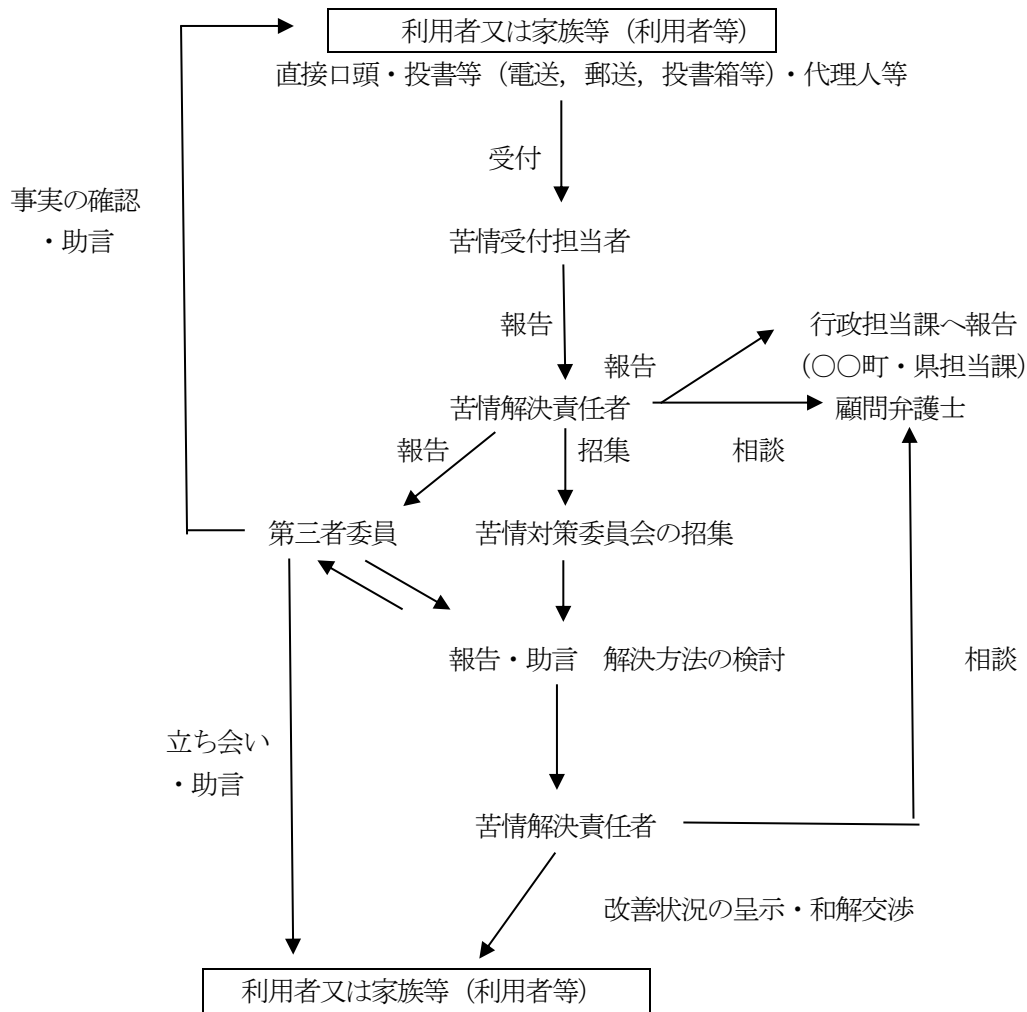 利用者又は家族等（利用者等）
直接口頭・投書等（電送，郵送，投書箱等）・代理人等
受付
事実の確認
・助言
苦情受付担当者
報告
行政担当課へ報告
報告
（〇〇町・県担当課）
苦情解決責任者
顧問弁護士
報告
招集
相談
第三者委員
苦情対策委員会の招集
報告・助言　解決方法の検討
相談
立ち会い
・助言
苦情解決責任者
改善状況の呈示・和解交渉
利用者又は家族等（利用者等）